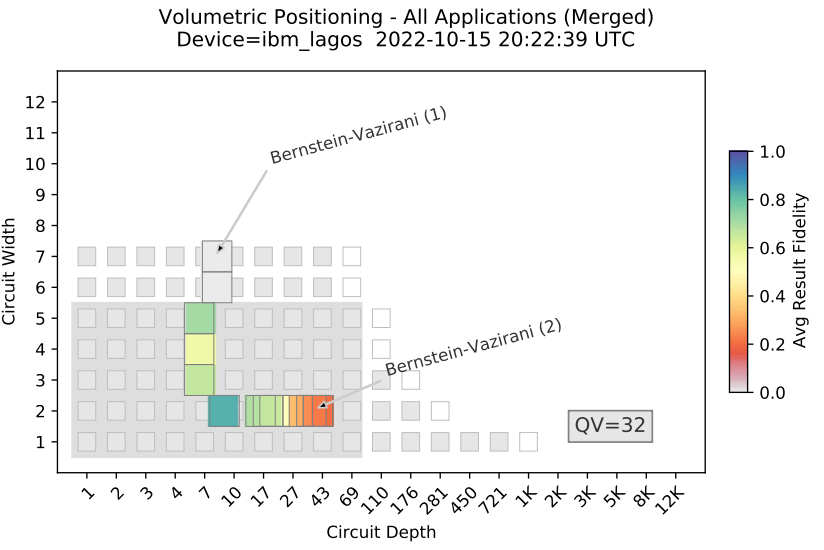 Volumetric Positioning - All Applications (Merged)
Device=ibm_lagos 2022-10-15 20:22:39 UTC
Circuit Width
12
11
10
9
8
7
6
5
4
3
2
1
Bernstein-Vazirani (1)
Bernstein-Vazirani (2)
QV=32
1 2 3 4 7 10 17 27 43 69 110 176 281 450 721 1K 2K 3K 5K 8K 12K
Circuit Depth
1.0
0.8
0.6
0.4
0.2
0.0
Avg Result Fidelity